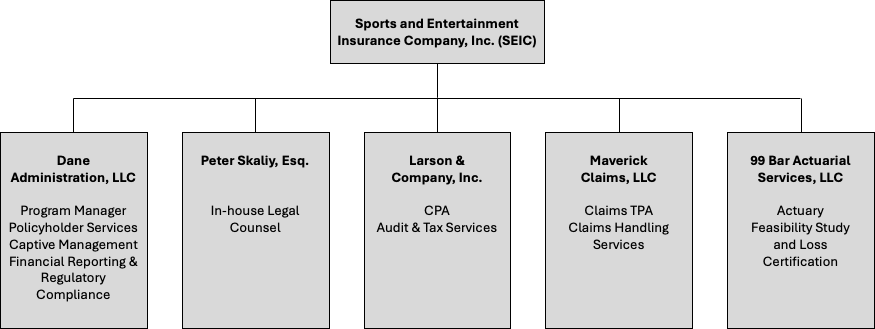 Sports and Entertainment
Insurance Company, Inc. (SEIC)
Dane
Administration, LLC
Program Manager
Policyholder Services
Captive Management
Financial Reporting &
Regulatory
Compliance
Peter Skaliy, Esq.
In-house Legal
Counsel
Larson &
Company, Inc.
CPA
Audit & Tax Services
Maverick
Claims, LLC
Claims TPA
Claims Handling
Services
99 Bar Actuarial
Services, LLC
Actuary
Feasibility Study
and Loss
Certification